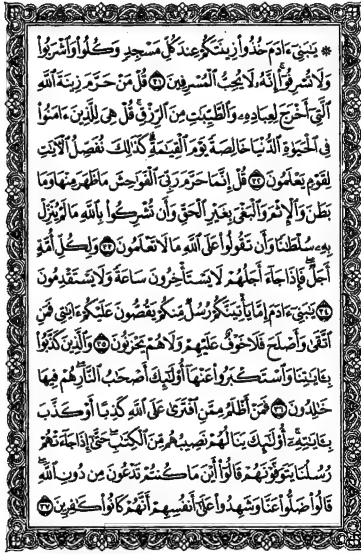 ۞ يَٰبَنِيٓ ءَادَمَ خُذُواْ زِينَتَكُمۡ عِندَ كُلِّ مَسۡجِدٖ وَكُلُواْ وَٱشۡرَبُواْ
وَلَا تُسۡرِفُوٓاْۚ إِنَّهُۥ لَا يُحِبُّ ٱلۡمُسۡرِفِينَ ٣١ قُلۡ مَنۡ حَرَّمَ زِينَةَ ٱللَّهِ
ٱلَّتِيٓ أَخۡرَجَ لِعِبَادِهِۦ وَٱلطَّيِّبَٰتِ مِنَ ٱلرِّزۡقِۚ قُلۡ هِيَ لِلَّذِينَ ءَامَنُواْ
فِي ٱلۡحَيَوٰةِ ٱلدُّنۡيَا خَالِصَةٗ يَوۡمَ ٱلۡقِيَٰمَةِۗ كَذَٰلِكَ نُفَصِّلُ ٱلۡأٓيَٰتِ
لِقَوۡمٖ يَعۡلَمُونَ ٣٢ قُلۡ إِنَّمَا حَرَّمَ رَبِّيَ ٱلۡفَوَٰحِشَ مَا ظَهَرَ مِنۡهَا وَمَا
بَطَنَ وَٱلۡإِثۡمَ وَٱلۡبَغۡيَ بِغَيۡرِ ٱلۡحَقِّ وَأَن تُشۡرِكُواْ بِٱللَّهِ مَا لَمۡ يُنَزِّلۡ
بِهِۦ سُلۡطَٰنٗا وَأَن تَقُولُواْ عَلَى ٱللَّهِ مَا لَا تَعۡلَمُونَ ٣٣ وَلِكُلِّ أُمَّةٍ
أَجَلٞۖ فَإِذَا جَآءَ أَجَلُهُمۡ لَا يَسۡتَأۡخِرُونَ سَاعَةٗ وَلَا يَسۡتَقۡدِمُونَ
٣٤ يَٰبَنِيٓ ءَادَمَ إِمَّا يَأۡتِيَنَّكُمۡ رُسُلٞ مِّنكُمۡ يَقُصُّونَ عَلَيۡكُمۡ ءَايَٰتِي فَمَنِ
ٱتَّقَىٰ وَأَصۡلَحَ فَلَا خَوۡفٌ عَلَيۡهِمۡ وَلَا هُمۡ يَحۡزَنُونَ ٣٥ وَٱلَّذِينَ كَذَّبُواْ
بِـَٔايَٰتِنَا وَٱسۡتَكۡبَرُواْ عَنۡهَآ أُوْلَٰٓئِكَ أَصۡحَٰبُ ٱلنَّارِۖ هُمۡ فِيهَا
خَٰلِدُونَ ٣٦ فَمَنۡ أَظۡلَمُ مِمَّنِ ٱفۡتَرَىٰ عَلَى ٱللَّهِ كَذِبًا أَوۡ كَذَّبَ
بِـَٔايَٰتِهِۦٓۚ أُوْلَٰٓئِكَ يَنَالُهُمۡ نَصِيبُهُم مِّنَ ٱلۡكِتَٰبِۖ حَتَّىٰٓ إِذَا جَآءَتۡهُمۡ
رُسُلُنَا يَتَوَفَّوۡنَهُمۡ قَالُوٓاْ أَيۡنَ مَا كُنتُمۡ تَدۡعُونَ مِن دُونِ ٱللَّهِۖ
قَالُواْ ضَلُّواْ عَنَّا وَشَهِدُواْ عَلَىٰٓ أَنفُسِهِمۡ أَنَّهُمۡ كَانُواْ كَٰفِرِينَ ٣٧